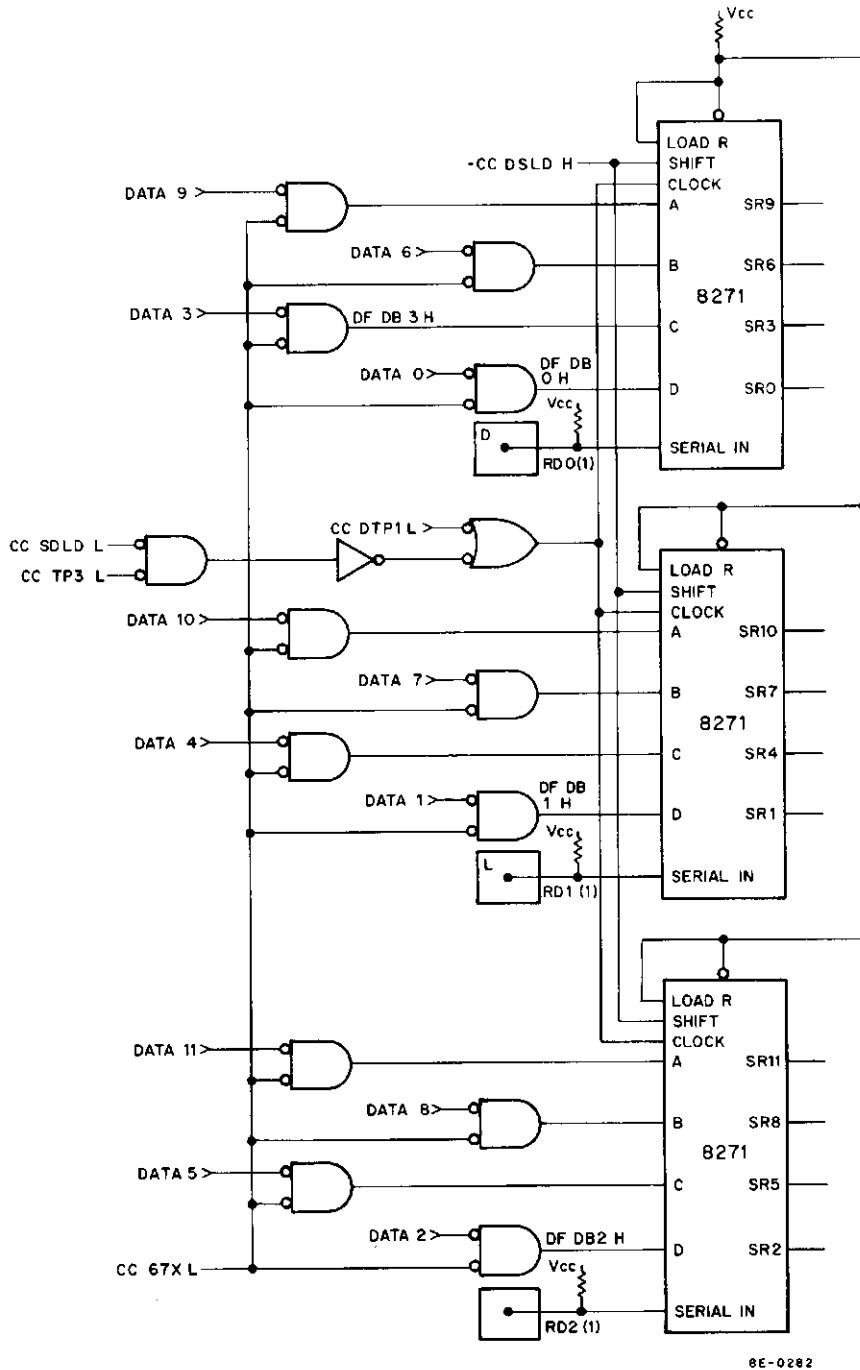 Vcc
LOAD R
-CC DSLD H
SHIFT
CLOCK
DATA 9
A
SR9
DATA 6
B
SR6
8271
DATA 3
DF DB 3 H
C
SR3
DATA 0
DF DB
0 H
D
SR0
Vcc
D
RD0(1)
SERIAL IN
CC SDLD L
CC TP3 L
CC DTP1 L
LOAD R
SHIFT
CLOCK
DATA 10
A
SR10
DATA 7
B
SR7
8271
DATA 4
C
SR4
DATA 1
DF DB
1 H
D
SR1
Vcc
L
RD1 (1)
SERIAL IN
LOAD R
SHIFT
CLOCK
DATA 11
A
SR11
DATA 8
B
SR8
8271
DATA 5
C
SR5
DATA 2
DF DB2 H
D
SR2
CC 67X L
Vcc
RD2 (1)
SERIAL IN
8E-0282